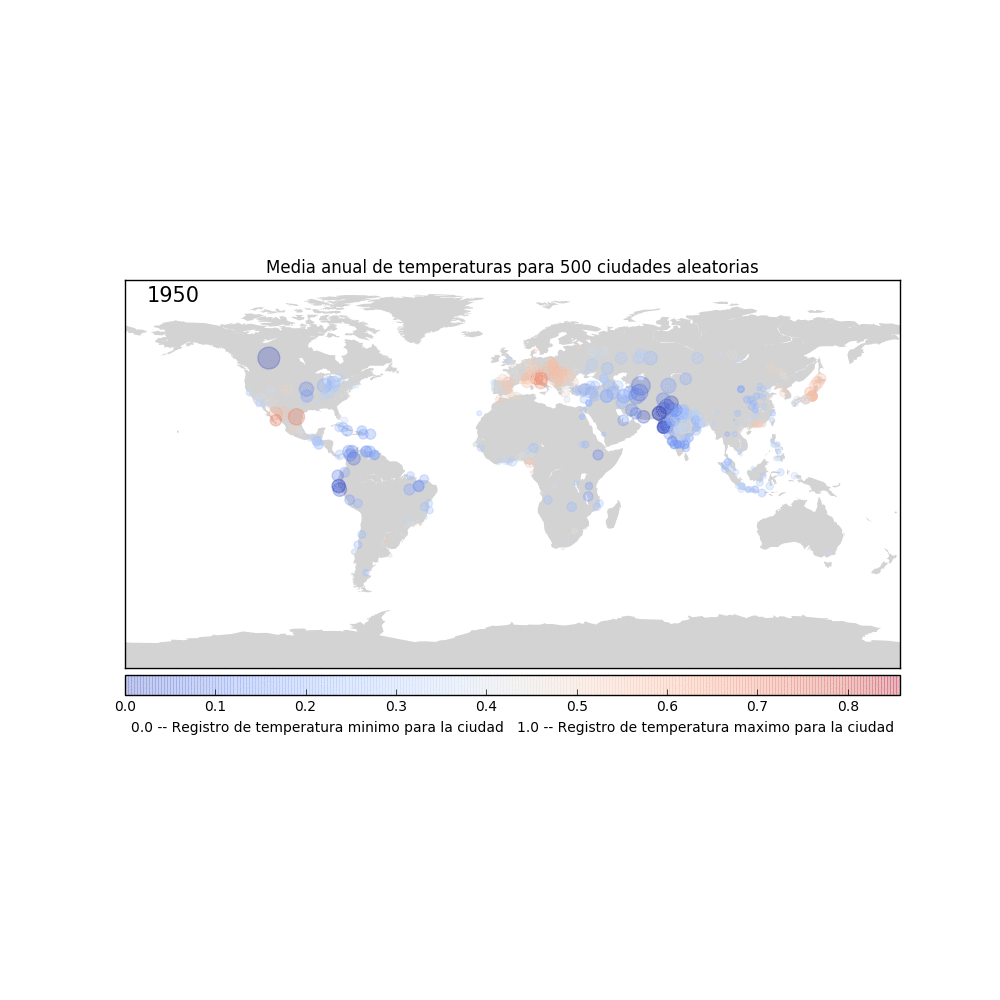 Media anual de temperaturas para 500 ciudades aleatorias
1950
0.0 0.1 0.2 0.3 0.4 0.5 0.6 0.7 0.8
0.0 -- Registro de temperatura minimo para la ciudad 1.0 -- Registro de temperatura maximo para la ciudad